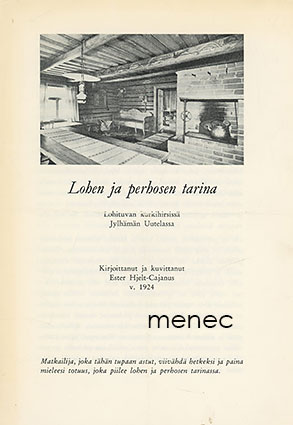 Lohen ja perhosen tarina
Lohituvan kurkihirsissä
Jylhämän Uutelassa
Kirjoittanut ja kuvittanut
Ester Hjelt-Cajanus
v. 1924
menec
Matkailija, joka tähän tupaan astut, viivähdä hetkeksi ja paina
mieleesi totuus, joka piilee lohen ja perhosen tarinassa.